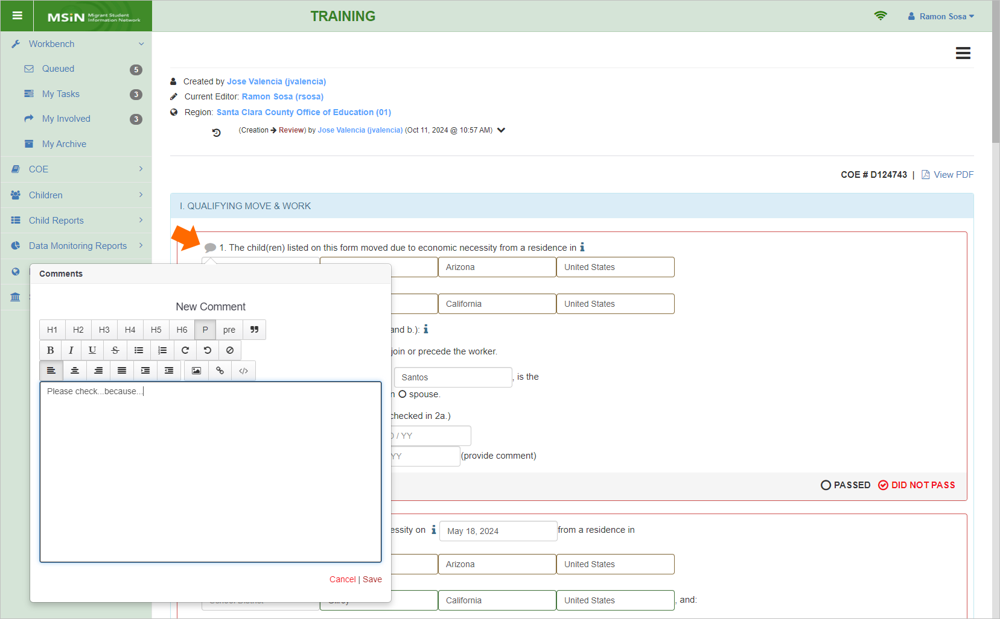 MSiN Migrant Student Information Network
TRAINING
Ramon Sosa
Workbench
Queued 5
My Tasks 3
My Involved 3
My Archive
COE
Children
Child Reports
Data Monitoring Reports
Created by Jose Valencia (jvalencia)
Current Editor: Ramon Sosa (rsosa)
Region: Santa Clara County Office of Education (01)
(Creation → Review) by Jose Valencia (jvalencia) (Oct 11, 2024 @ 10:57 AM)
COE # D124743 | View PDF
I. QUALIFYING MOVE & WORK
1. The child(ren) listed on this form moved due to economic necessity from a residence in
Arizona United States
California United States
and b.):
join or precede the worker.
Santos , is the
spouse.
checked in 2a.)
/ YY
YY (provide comment)
PASSED DID NOT PASS
essity on May 18, 2024 from a residence in
Arizona United States
California United States , and:
Comments
New Comment
H1 H2 H3 H4 H5 H6 P pre
B I U S
Please check...because...
Cancel | Save